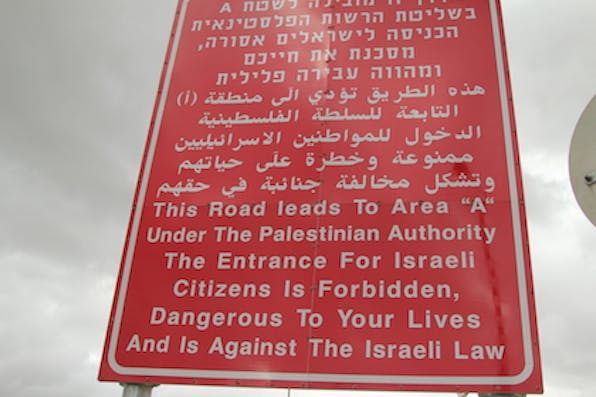 דרך זו מובילה לשטח A
בשליטת הרשות הפלסטינאית
הכניסה לישראלים אסורה,
מסכנת את חייכם
ומהווה עבירה פלילית
هذه الطريق تؤدي الى منطقة (أ)
التابعة للسلطة الفلسطينية
الدخول للمواطنين الاسرائيليين
ممنوعة وخطرة على حياتهم
وتشكل مخالفة جنائية في حقهم
This Road leads To Area "A"
Under The Palestinian Authority
The Entrance For Israeli
Citizens Is Forbidden,
Dangerous To Your Lives
And Is Against The Israeli Law